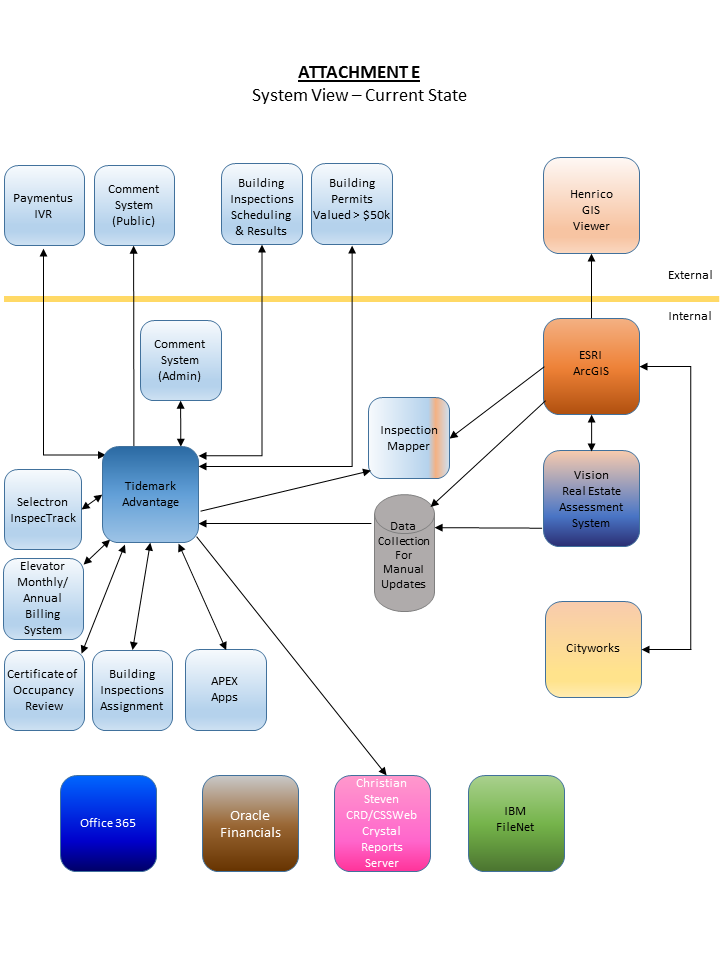 ATTACHMENT E
System View – Current State
Paymentus
IVR
Comment
System
(Public)
Building
Inspections
Scheduling
& Results
Building
Permits
Valued > $50k
Henrico
GIS
Viewer
External
Internal
Comment
System
(Admin)
ESRI
ArcGIS
Inspection
Mapper
Tidemark
Advantage
Selectron
InspecTrack
Vision
Real Estate
Assessment
System
Data
Collection
For
Manual
Updates
Elevator
Monthly/
Annual
Billing
System
Certificate of
Occupancy
Review
Building
Inspections
Assignment
APEX
Apps
Cityworks
Office 365
Oracle
Financials
Christian
Steven
CRD/CSSWeb
Crystal
Reports
Server
IBM
FileNet